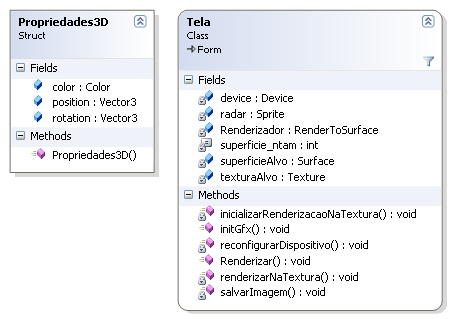 Propriedades3D
Struct
Fields
color : Color
position : Vector3
rotation : Vector3
Methods
Propriedades3D()
Tela
Class
Form
Fields
device : Device
radar : Sprite
Renderizador : RenderToSurface
superficie_ntam : int
superficieAlvo : Surface
texturaAlvo : Texture
Methods
inicializarRenderizacaoNaTextura() : void
initGfx() : void
reconfigurarDispositivo() : void
Renderizar() : void
renderizarNaTextura() : void
salvarImagem() : void